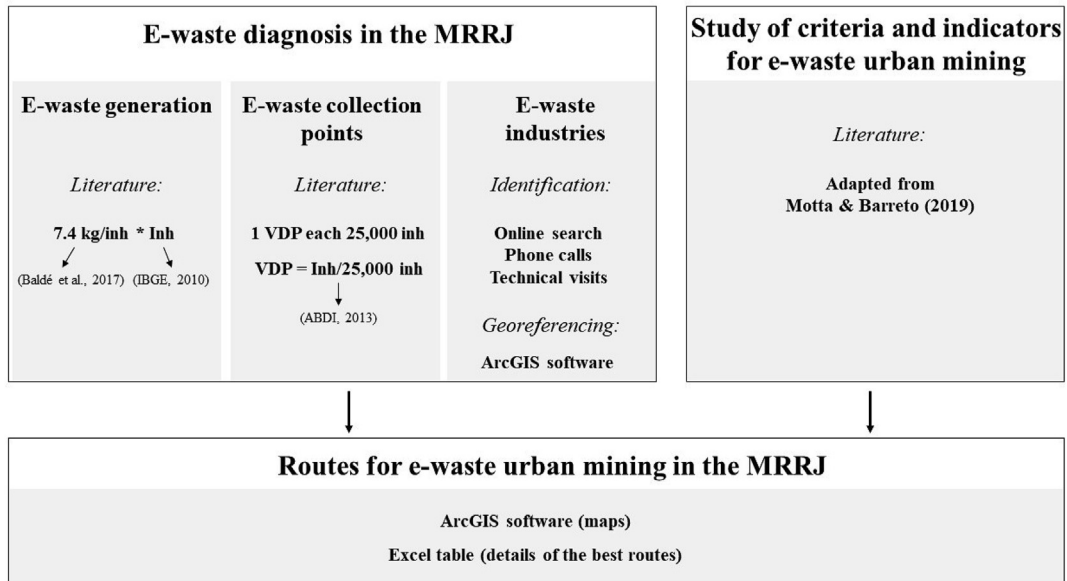 E-waste diagnosis in the MRRJ
E-waste generation
Literature:
7.4 kg/inh * Inh
(Baldé et al., 2017) (IBGE, 2010)
E-waste collection
points
Literature:
1 VDP each 25,000 inh
VDP = Inh/25,000 inh
(ABDI, 2013)
E-waste
industries
Identification:
Online search
Phone calls
Technical visits
Georeferencing:
ArcGIS software
Study of criteria and indicators
for e-waste urban mining
Literature:
Adapted from
Motta & Barreto (2019)
Routes for e-waste urban mining in the MRRJ
ArcGIS software (maps)
Excel table (details of the best routes)